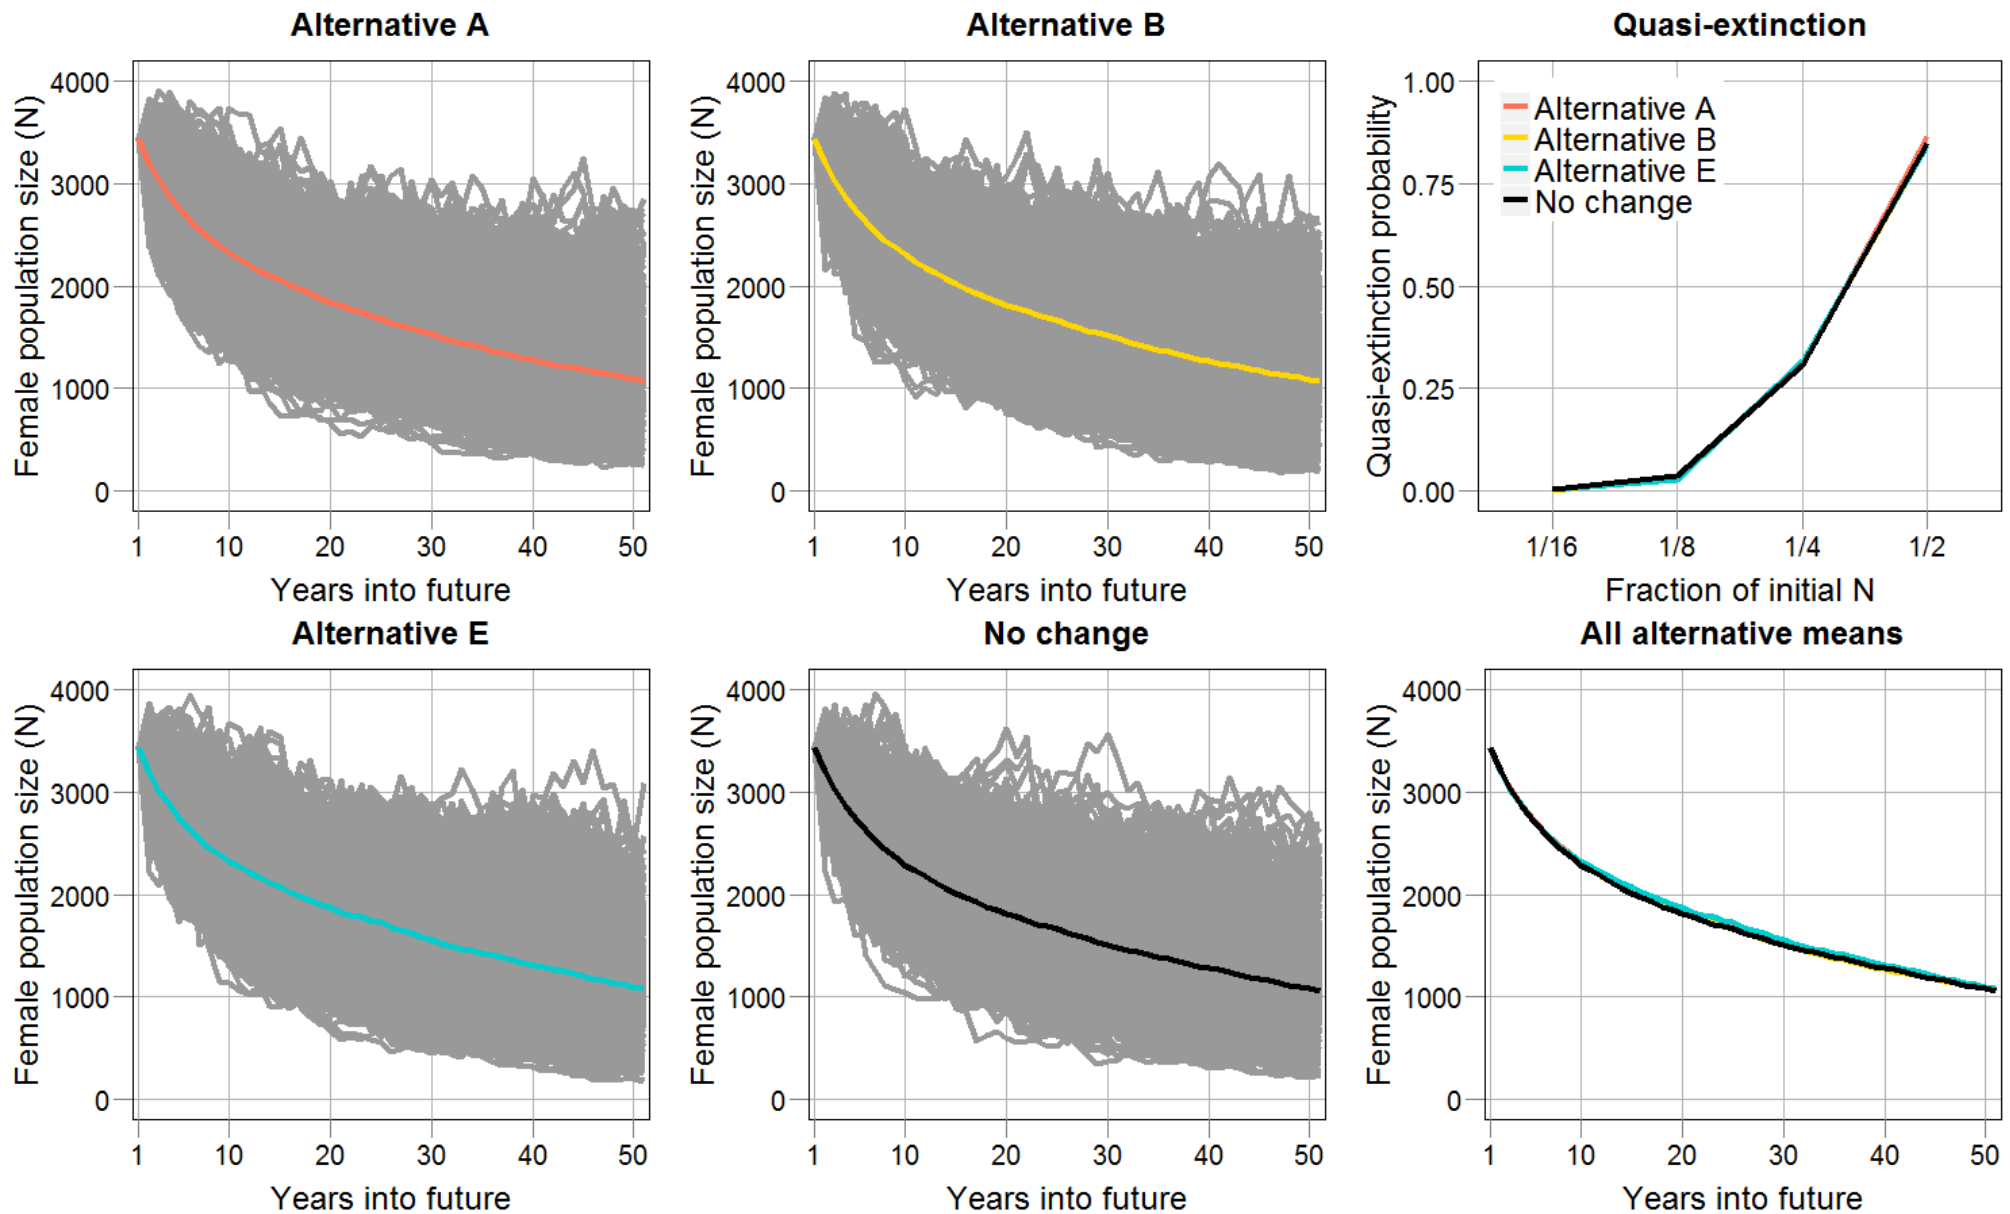 Alternative A
Female population size (N)
4000
3000
2000
1000
0
1 10 20 30 40 50
Years into future
Alternative B
Female population size (N)
4000
3000
2000
1000
0
1 10 20 30 40 50
Years into future
Quasi-extinction
Quasi-extinction probability
1.00
0.75
0.50
0.25
0.00
Alternative A
Alternative B
Alternative E
No change
1/16 1/8 1/4 1/2
Fraction of initial N
Alternative E
Female population size (N)
4000
3000
2000
1000
0
1 10 20 30 40 50
Years into future
No change
Female population size (N)
4000
3000
2000
1000
0
1 10 20 30 40 50
Years into future
All alternative means
Female population size (N)
4000
3000
2000
1000
0
1 10 20 30 40 50
Years into future